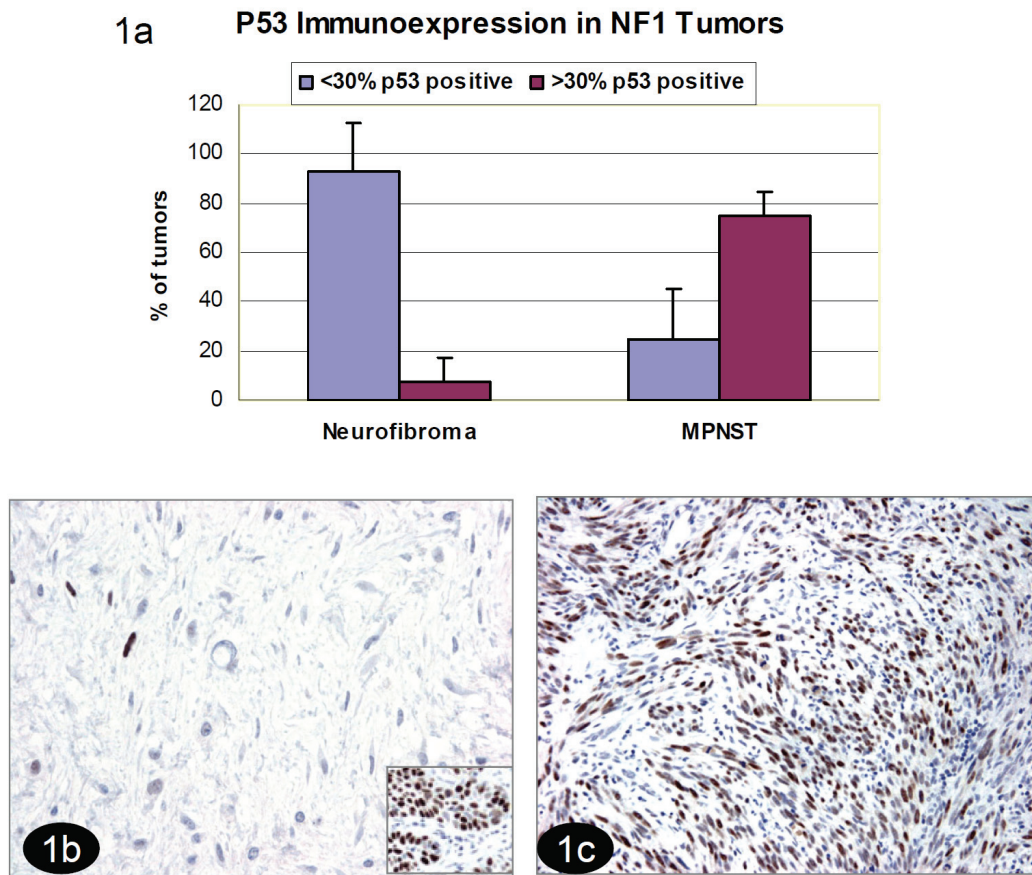 1a
P53 Immunoexpression in NF1 Tumors
<30% p53 positive >30% p53 positive
120
100
80
60
40
20
0
% of tumors
Neurofibroma MPNST
1b
1c